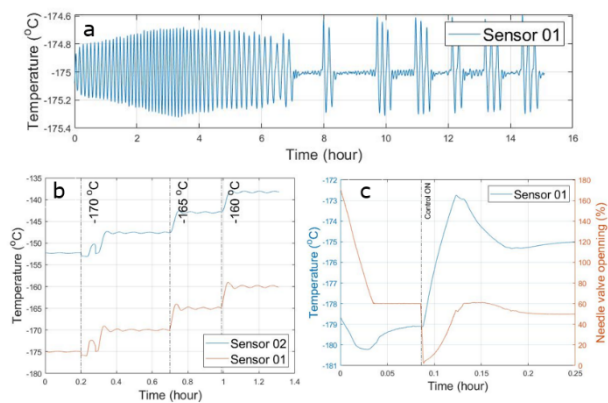 a
Sensor 01
-174.6
-174.8
-175
-175.2
-175.4
Temperature (°C)
0 2 4 6 8 10 12 14 16
Time (hour)
b
-170 °C
-165 °C
-160 °C
-135
-140
-145
-150
-155
-160
-165
-170
-175
-180
Temperature (°C)
Sensor 02
Sensor 01
0 0.2 0.4 0.6 0.8 1 1.2 1.4
Time (hour)
c
Control ON
Sensor 01
-172
-173
-174
-175
-176
-177
-178
-179
-180
-181
Temperature (°C)
180
160
140
120
100
80
60
40
20
0
Needle valve openning (%)
0 0.05 0.10 0.15 0.20 0.25
Time (hour)